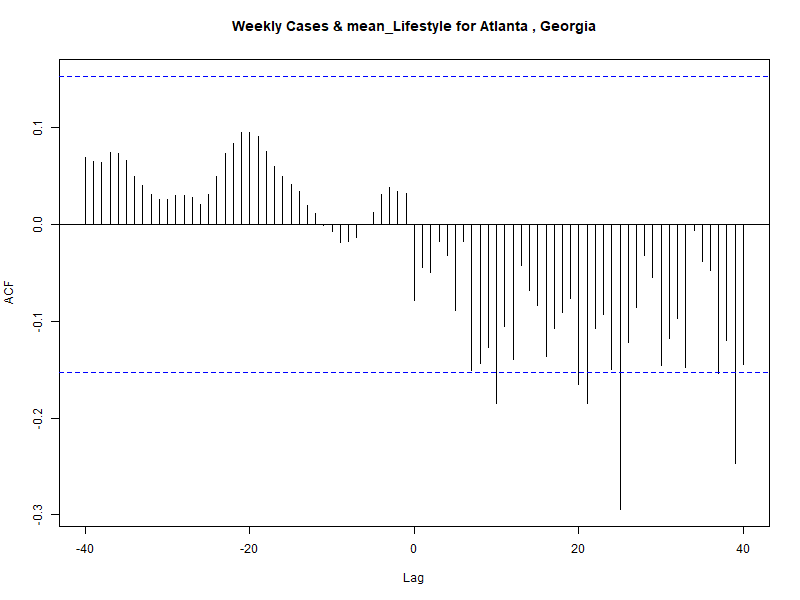 Weekly Cases & mean_Lifestyle for Atlanta , Georgia
ACF
0.1
0.0
-0.1
-0.2
-0.3
-40 -20 0 20 40
Lag